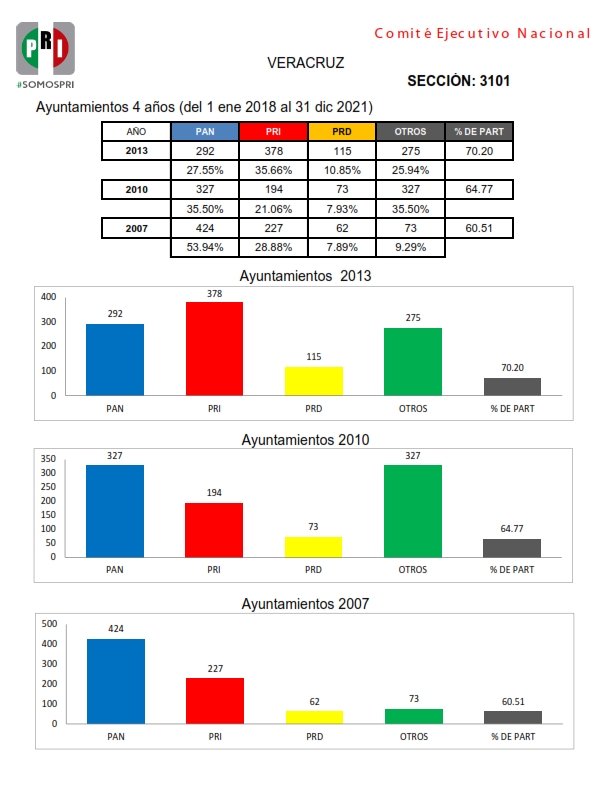 Comité Ejecutivo Nacional
PRI
#SOMOSPRI
VERACRUZ
SECCIÓN: 3101
Ayuntamientos 4 años (del 1 ene 2018 al 31 dic 2021)
AÑO PAN PRI PRD OTROS % DE PART
2013 292 378 115 275 70.20
27.55% 35.66% 10.85% 25.94%
2010 327 194 73 327 64.77
35.50% 21.06% 7.93% 35.50%
2007 424 227 62 73 60.51
53.94% 28.88% 7.89% 9.29%
Ayuntamientos 2013
400
300
200
100
0
292
378
115
275
70.20
PAN PRI PRD OTROS % DE PART
Ayuntamientos 2010
350
300
250
200
150
100
50
0
327
194
73
327
64.77
PAN PRI PRD OTROS % DE PART
Ayuntamientos 2007
500
400
300
200
100
0
424
227
62
73
60.51
PAN PRI PRD OTROS % DE PART